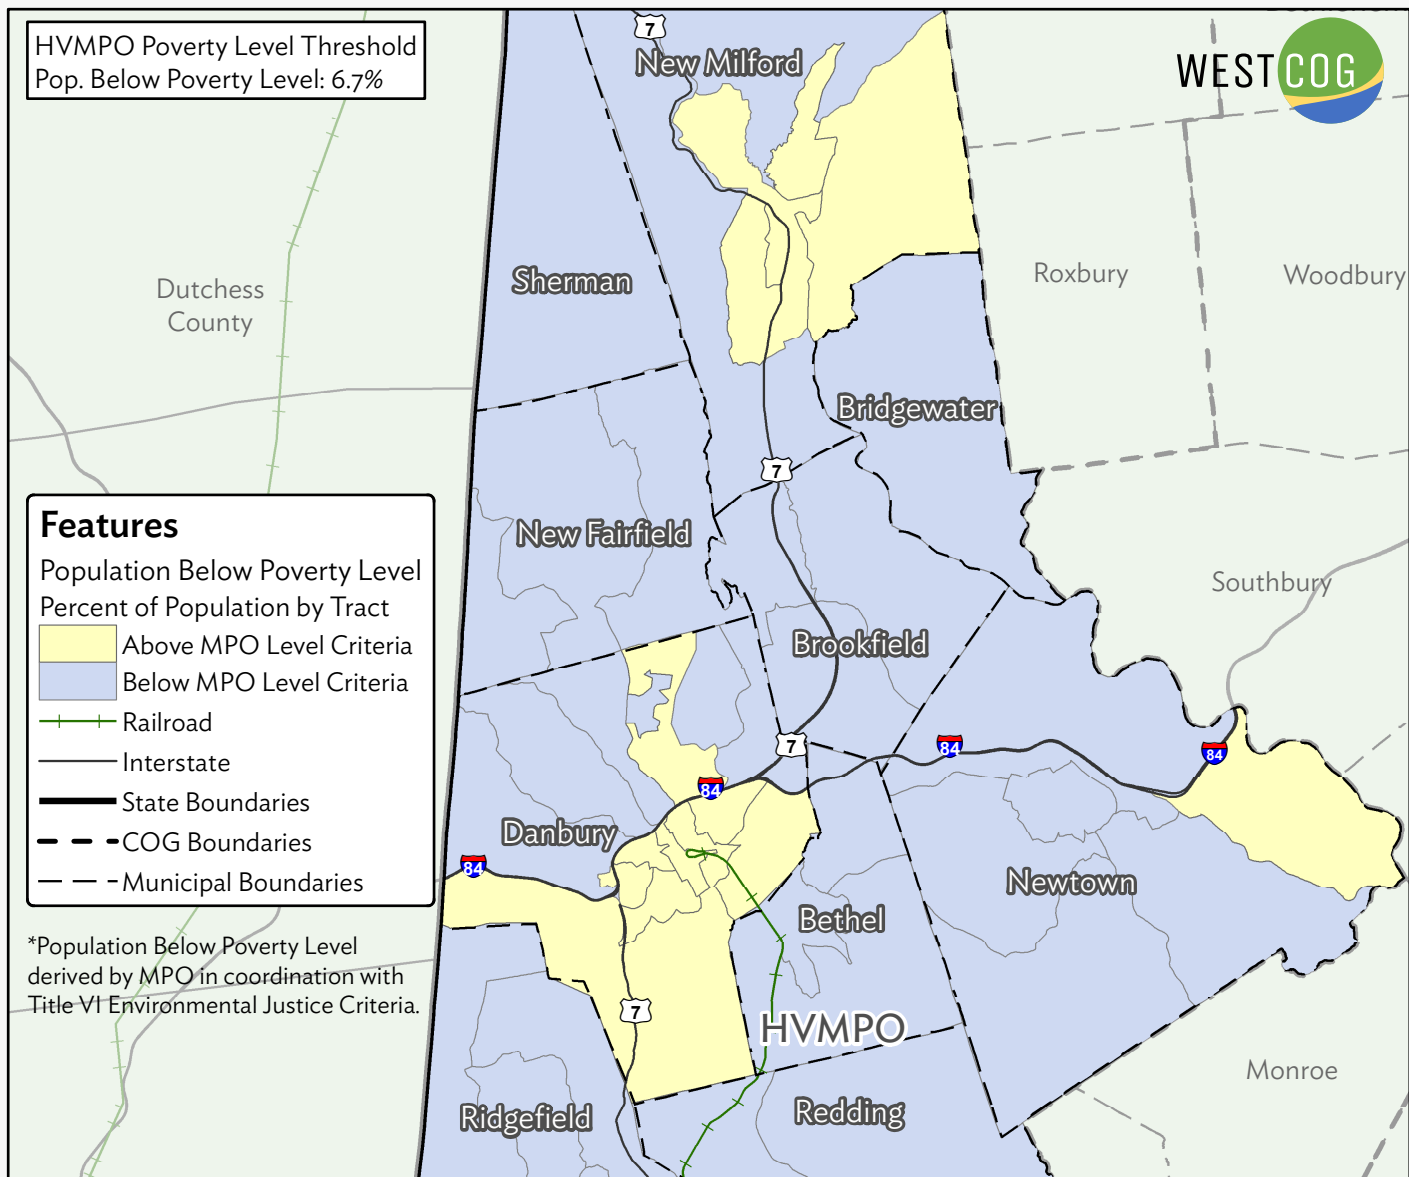 HVMPO Poverty Level Threshold
Pop. Below Poverty Level: 6.7%
7
New Milford
WESTCOG
Dutchess
County
Sherman
Roxbury
Woodbury
Bridgewater
7
Features
Population Below Poverty Level
Percent of Population by Tract
Above MPO Level Criteria
Below MPO Level Criteria
Railroad
Interstate
State Boundaries
COG Boundaries
Municipal Boundaries
*Population Below Poverty Level
derived by MPO in coordination with
Title VI Environmental Justice Criteria.
New Fairfield
Southbury
Brookfield
7
84
84
84
Danbury
84
Newtown
Bethel
7
HVMPO
Monroe
Ridgefield
Redding